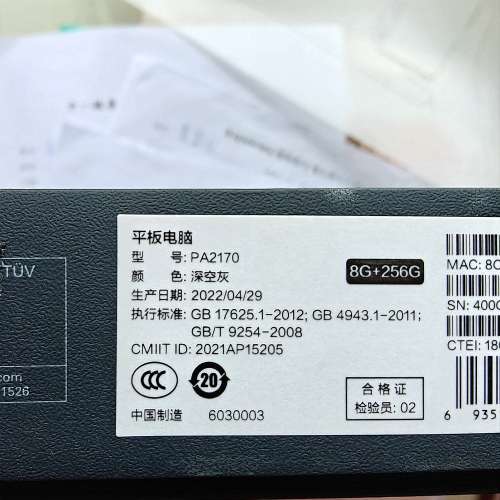 平板电脑
型 号: PA2170
颜 色: 深空灰
8G+256G
生产日期: 2022/04/29
执行标准: GB 17625.1-2012; GB 4943.1-2011;
GB/T 9254-2008
CMIIT ID: 2021AP15205
CCC
20
中国制造 6030003
合 格 证
检验员: 02
MAC: 8C
SN: 400C
CTEI: 180
6 935
TÜV
.com
1526